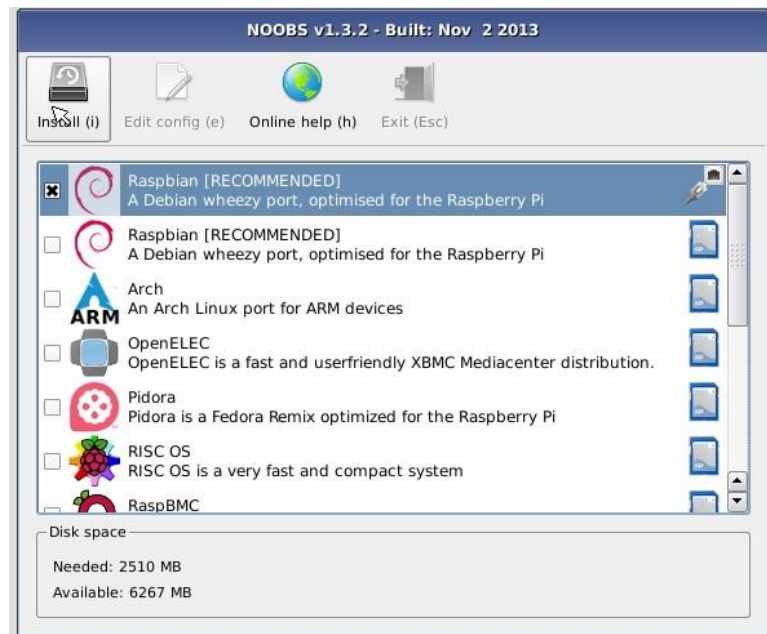 NOOBS v1.3.2 - Built: Nov 2 2013
Install (i) Edit config (e) Online help (h) Exit (Esc)
Raspbian [RECOMMENDED]
A Debian wheezy port, optimised for the Raspberry Pi
Raspbian [RECOMMENDED]
A Debian wheezy port, optimised for the Raspberry Pi
Arch
An Arch Linux port for ARM devices
ARM
OpenELEC
OpenELEC is a fast and userfriendly XBMC Mediacenter distribution.
Pidora
Pidora is a Fedora Remix optimized for the Raspberry Pi
RISC OS
RISC OS is a very fast and compact system
RaspBMC
Disk space
Needed: 2510 MB
Available: 6267 MB